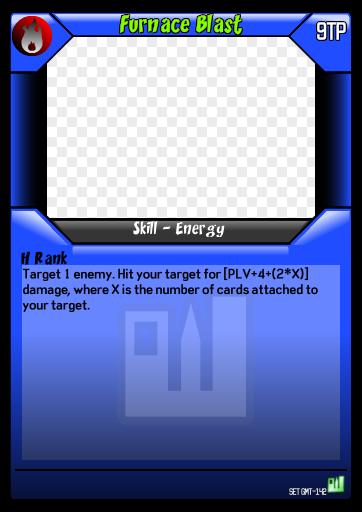 Furnace Blast
9TP
Skill - Energy
H Rank
Target 1 enemy. Hit your target for [PLV+4+(2*X)]
damage, where X is the number of cards attached to
your target.
SET GMT-142